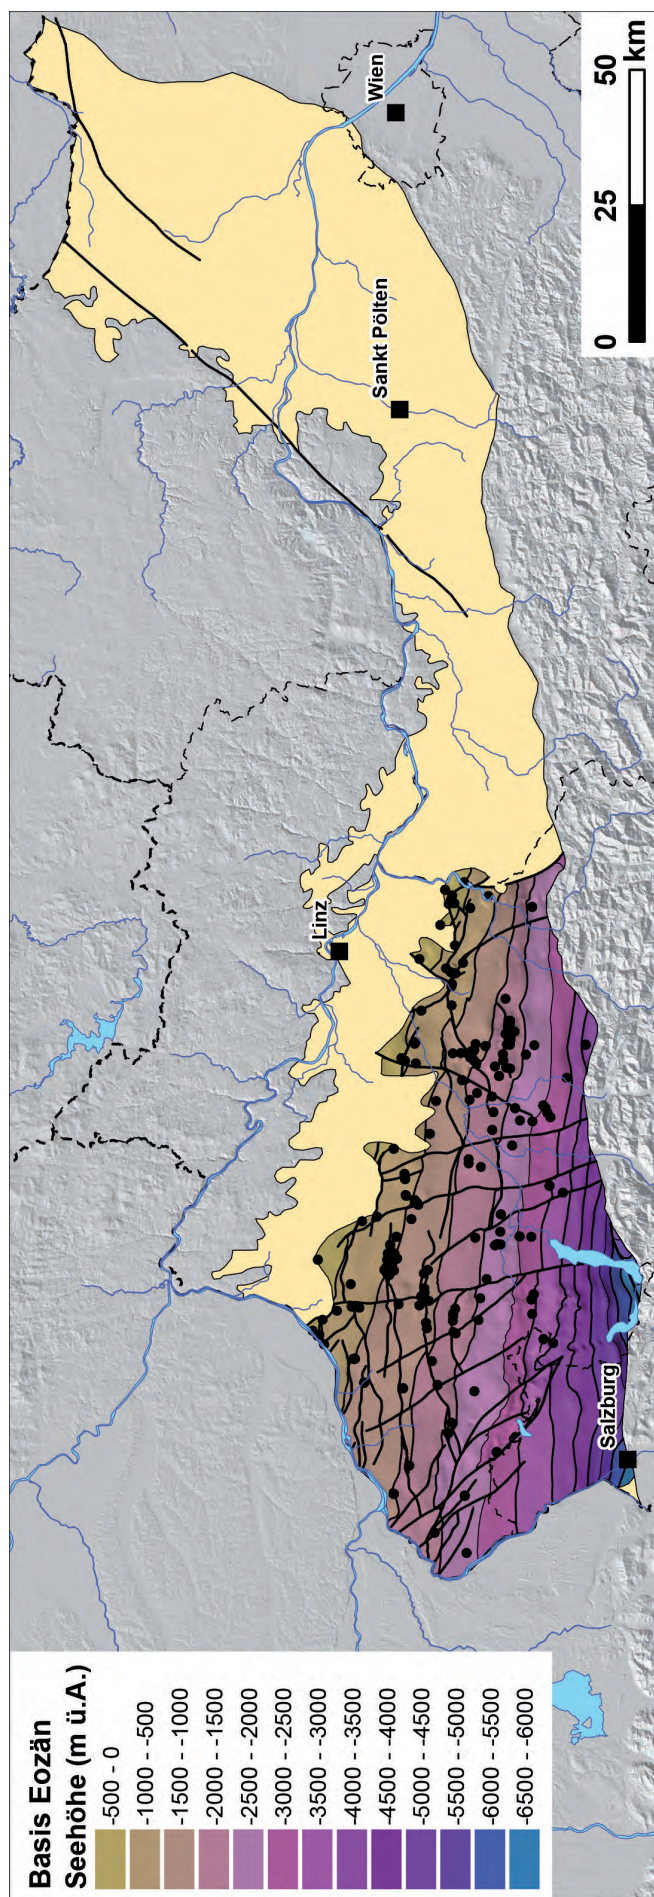 Basis Eozän
Seehöhe (m ü.A.)
-500 - 0
-1000 - -500
-1500 - -1000
-2000 - -1500
-2500 - -2000
-3000 - -2500
-3500 - -3000
-4000 - -3500
-4500 - -4000
-5000 - -4500
-5500 - -5000
-6000 - -5500
-6500 - -6000
Salzburg
Linz
Sankt Pölten
Wien
0 25 50
km